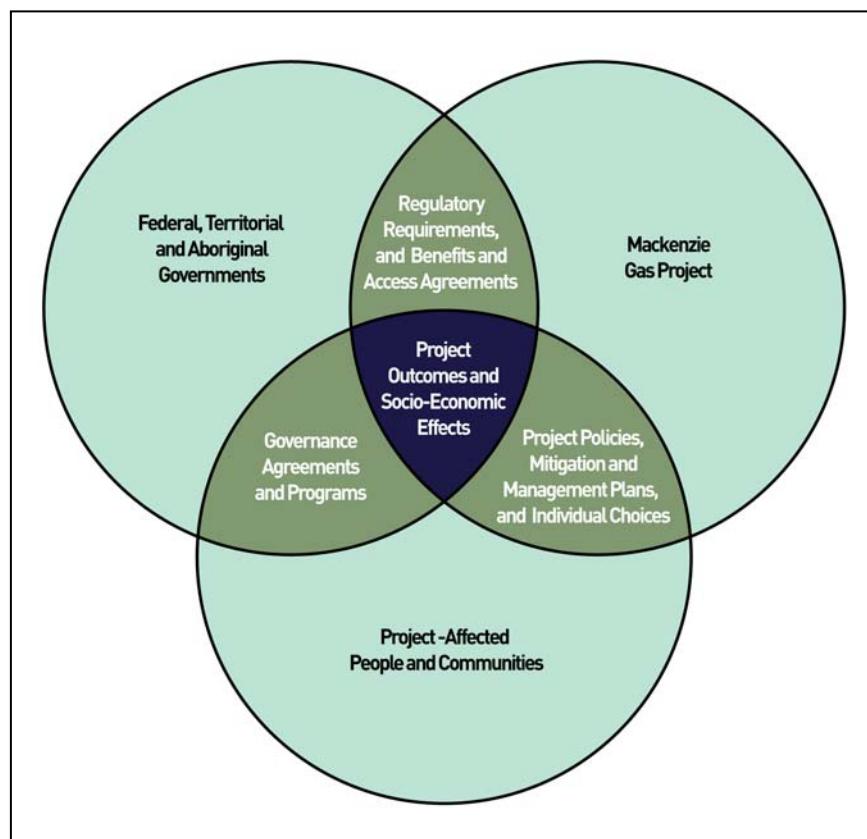 Federal, Territorial
and Aboriginal
Governments
Regulatory
Requirements,
and Benefits and
Access Agreements
Mackenzie
Gas Project
Project
Outcomes and
Socio-Economic
Effects
Governance
Agreements
and Programs
Project Policies,
Mitigation and
Management Plans,
and Individual Choices
Project -Affected
People and Communities